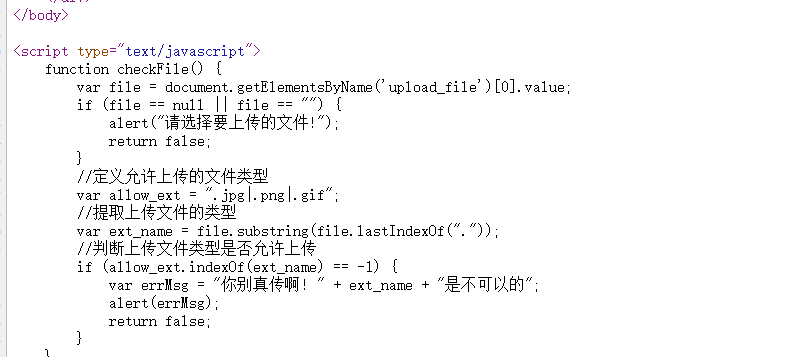 </body>
<script type="text/javascript">
function checkFile() {
var file = document.getElementsByName('upload_file')[0].value;
if (file == null || file == "") {
alert("请选择要上传的文件!");
return false;
}
//定义允许上传的文件类型
var allow_ext = ".jpg|.png|.gif";
//提取上传文件的类型
var ext_name = file.substring(file.lastIndexOf("."));
//判断上传文件类型是否允许上传
if (allow_ext.indexOf(ext_name) == -1) {
var errMsg = "你别真传啊! " + ext_name + "是不可以的";
alert(errMsg);
return false;
}